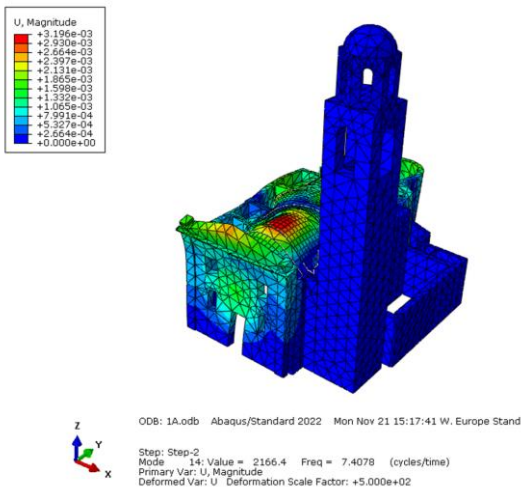 U, Magnitude
+3.196e-03
+2.930e-03
+2.664e-03
+2.397e-03
+2.131e-03
+1.865e-03
+1.598e-03
+1.332e-03
+1.065e-03
+7.991e-04
+5.327e-04
+2.664e-04
+0.000e+00
Z
Y
X
ODB: 1A.odb Abaqus/Standard 2022 Mon Nov 21 15:17:41 W. Europe Stand
Step: Step-2
Mode 14: Value = 2166.4 Freq = 7.4078 (cycles/time)
Primary Var: U, Magnitude
Deformed Var: U Deformation Scale Factor: +5.000e+02